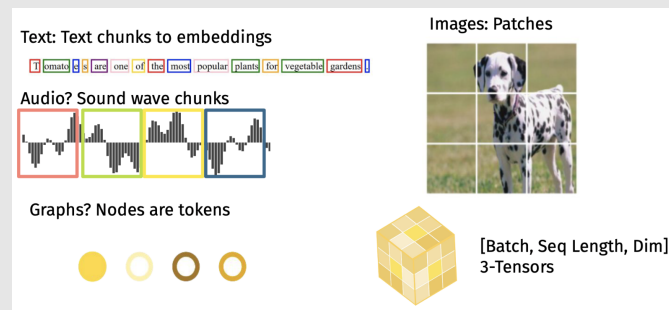 Text: Text chunks to embeddings
Tomatoes are one of the most popular plants for vegetable gardens.
Audio? Sound wave chunks
Graphs? Nodes are tokens
Images: Patches
[Batch, Seq Length, Dim]
3-Tensors